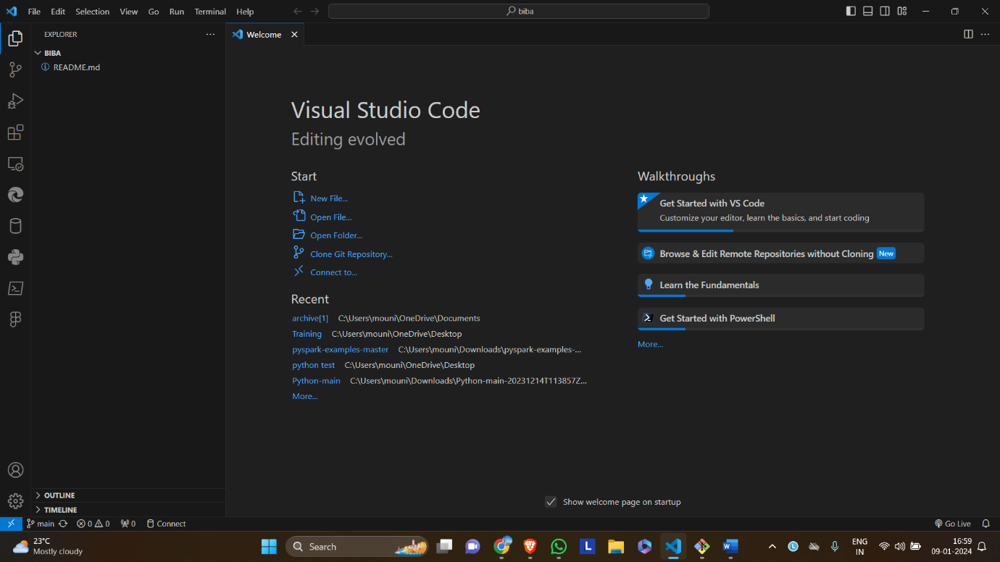 File Edit Selection View Go Run Terminal Help
biba
EXPLORER
BIBA
README.md
OUTLINE
TIMELINE
Welcome
Visual Studio Code
Editing evolved
Start
New File...
Open File...
Open Folder...
Clone Git Repository...
Connect to...
Recent
archive[1] C:\Users\mouni\OneDrive\Documents
Training C:\Users\mouni\OneDrive\Desktop
pyspark-examples-master C:\Users\mouni\Downloads\pyspark-examples-...
python test C:\Users\mouni\OneDrive\Desktop
Python-main C:\Users\mouni\Downloads\Python-main-20231214T113857Z...
More...
Walkthroughs
Get Started with VS Code
Customize your editor, learn the basics, and start coding
Browse & Edit Remote Repositories without Cloning New
Learn the Fundamentals
Get Started with PowerShell
More...
Show welcome page on startup
main 0 0 0 Connect Go Live
23°C
Mostly cloudy
Search
L
W
L
ENG
IN
16:59
09-01-2024